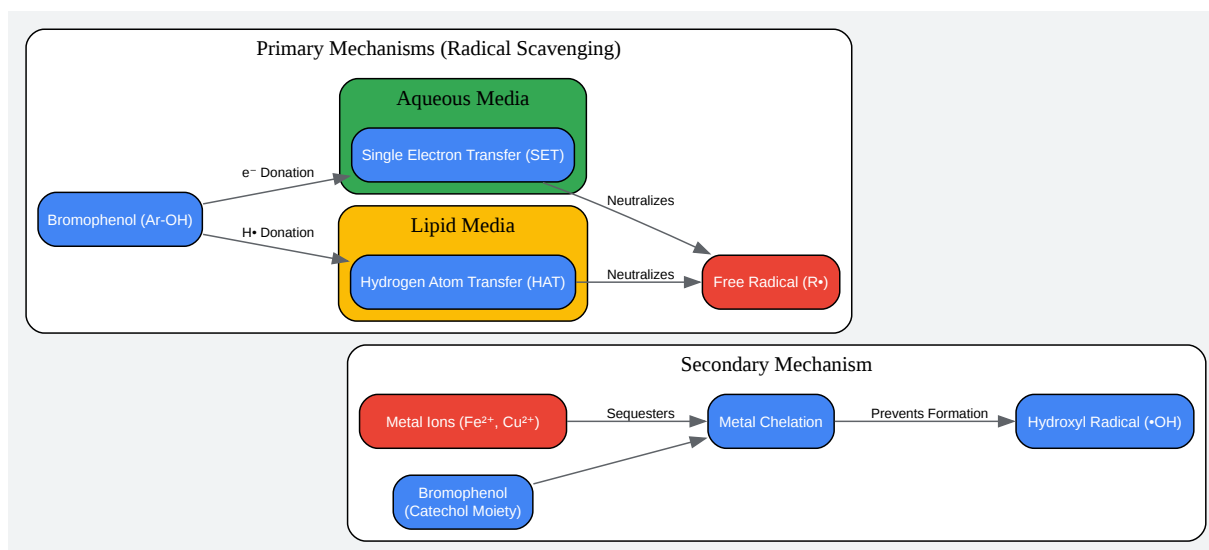 Primary Mechanisms (Radical Scavenging)
Aqueous Media
Single Electron Transfer (SET)
e⁻ Donation
Neutralizes
Bromophenol (Ar-OH)
Lipid Media
H• Donation
Hydrogen Atom Transfer (HAT)
Neutralizes
Free Radical (R•)
Secondary Mechanism
Metal Ions (Fe²⁺, Cu²⁺)
Sequesters
Metal Chelation
Prevents Formation
Hydroxyl Radical (•OH)
Bromophenol
(Catechol Moiety)